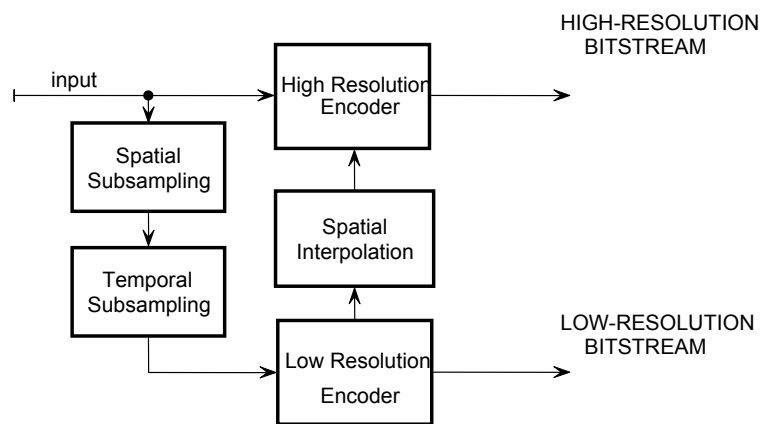 HIGH-RESOLUTION
BITSTREAM
input
High Resolution
Encoder
Spatial
Subsampling
Spatial
Interpolation
Temporal
Subsampling
LOW-RESOLUTION
BITSTREAM
Low Resolution
Encoder